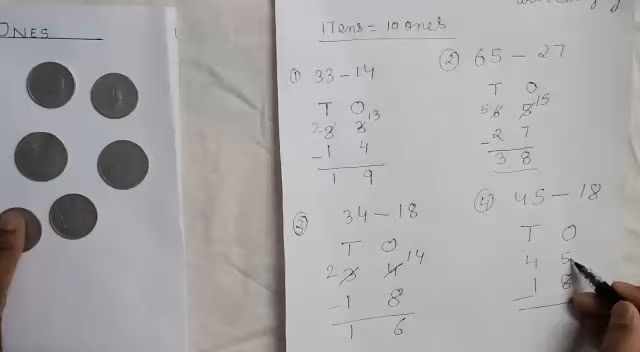 ONES
1Tens = 10 ones
① 33 - 14
T O
2 3 3 13
- 1 4
1 9
② 65 - 27
T O
5 6 5 15
- 2 7
3 8
③ 34 - 18
T O
2 3 4 14
- 1 8
1 6
④ 45 - 18
T O
4 5
- 1 8